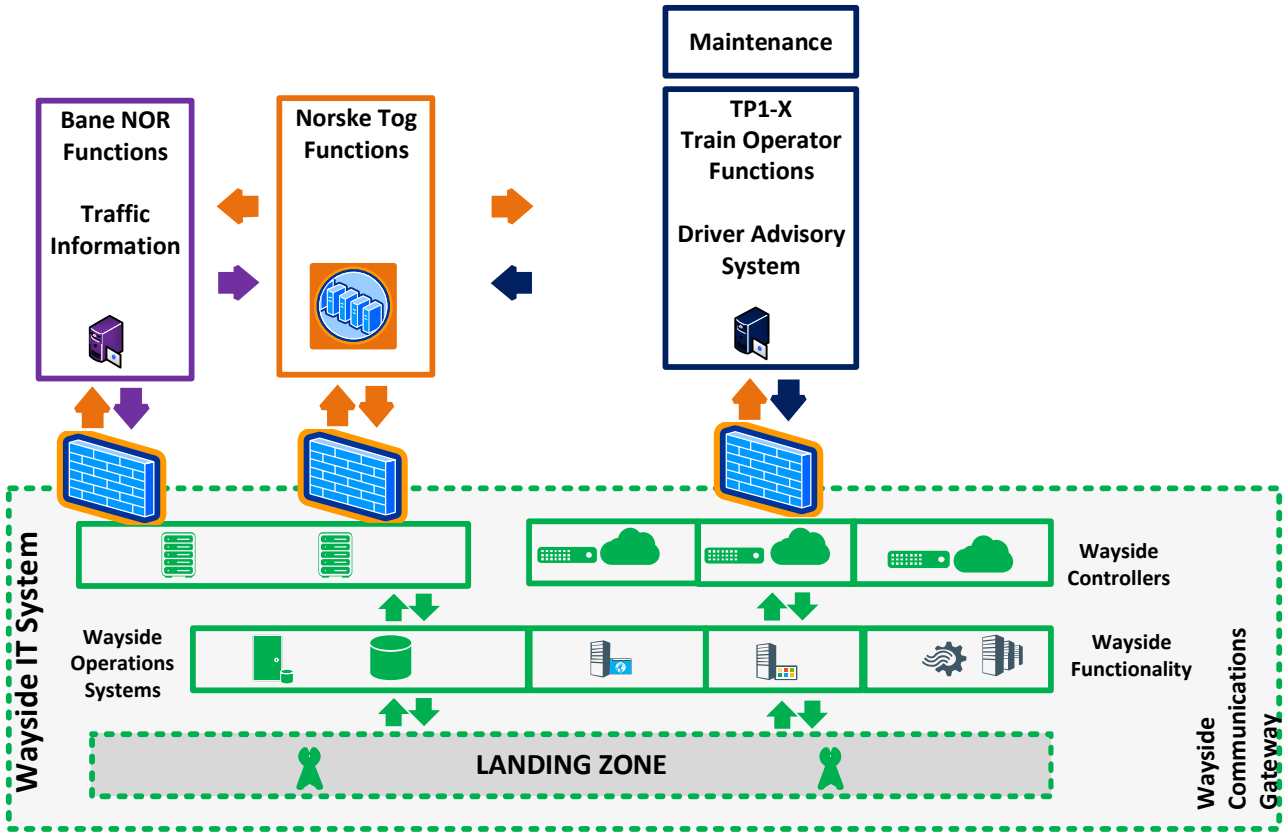 Maintenance
Bane NOR
Functions
Traffic
Information
Norske Tog
Functions
TP1-X
Train Operator
Functions
Driver Advisory
System
Wayside IT System
Wayside
Controllers
Wayside
Operations
Systems
Wayside
Functionality
Wayside
Communications
Gateway
LANDING ZONE